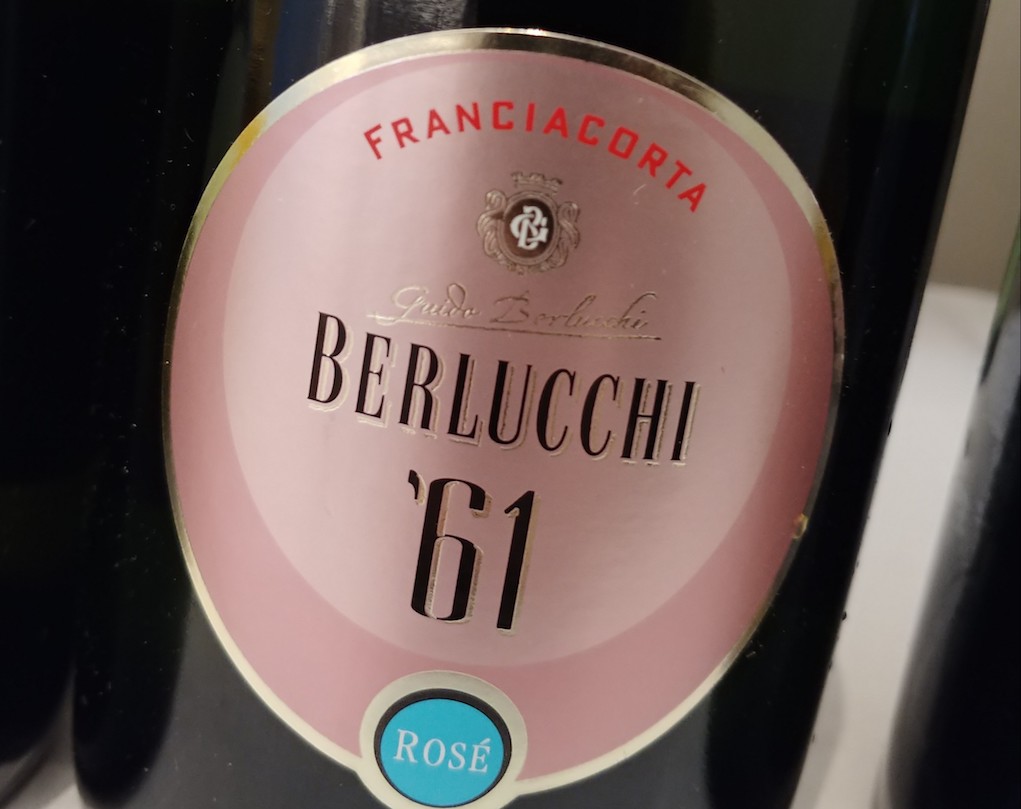 FRANCIACORTA
Guido Berlucchi
BERLUCCHI
'61
ROSÉ